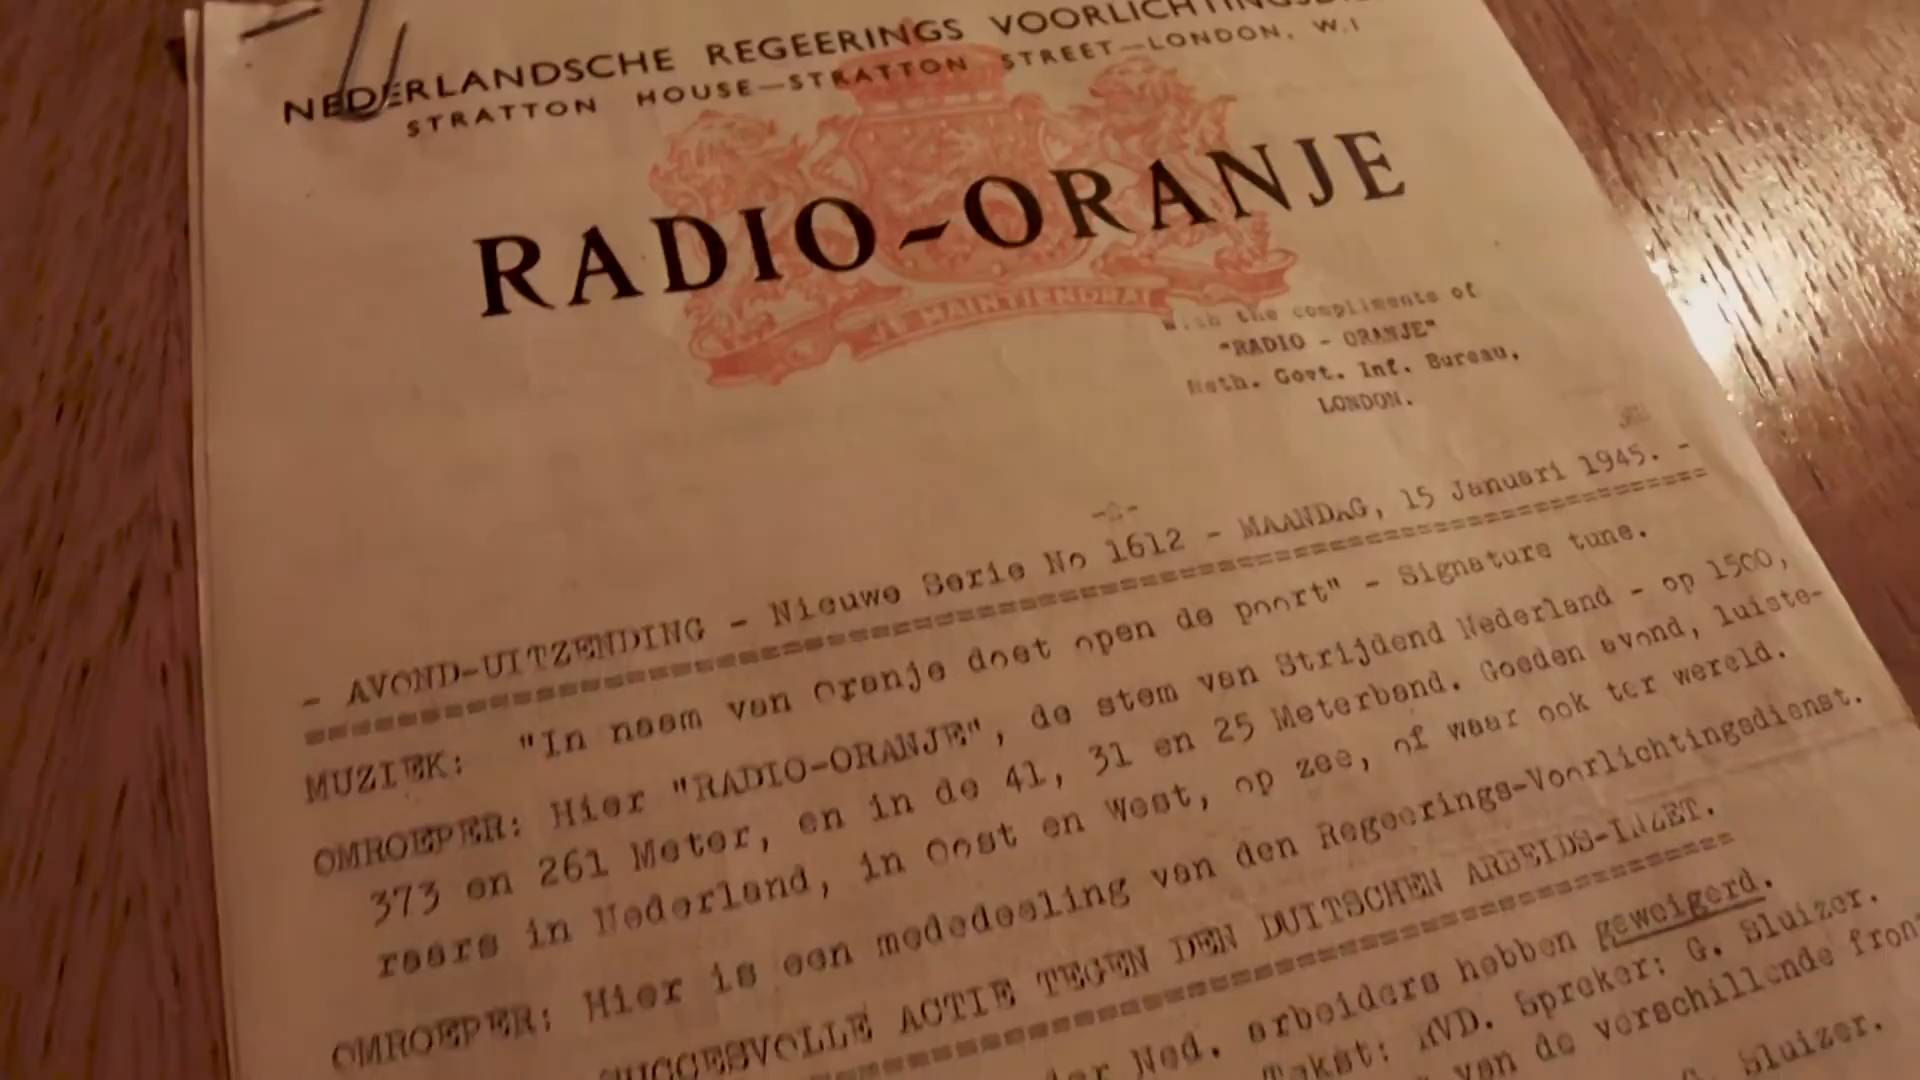 NEDERLANDSCHE REGEERINGS
STRATTON HOUSE—STRATTON STREET—LONDON, W.1
RADIO-ORANJE
JE MAINTIENDRAI
With the compliments of
"RADIO - ORANJE"
Neth. Govt. Inf. Bureau,
LONDON.
- AVOND-UITZENDING - Nieuwe Serie No 1612 - MAANDAG, 15 Januari 1945. -
MUZIEK: "In naam van Oranje doet open de poort" - Signature tune.
OMROEPER: Hier "RADIO-ORANJE", de stem van Strijdend Nederland - op 1500,
373 en 261 Meter, en in de 41, 31 en 25 Meterband. Goeden avond, luiste-
raars in Nederland, in Oost en West, op zee, of waar ook ter wereld.
OMROEPER: Hier is een mededeeling van den Regeerings-Voorlichtingsdienst.
SUCCESVOLLE ACTIE TEGEN DEN DUITSCHEN ARBEIDS-INZET.
Ned. arbeiders hebben geweigerd.
Tekst: RVD. Spreker: G. Sluizer.
van de verschillende
G. Sluizer.